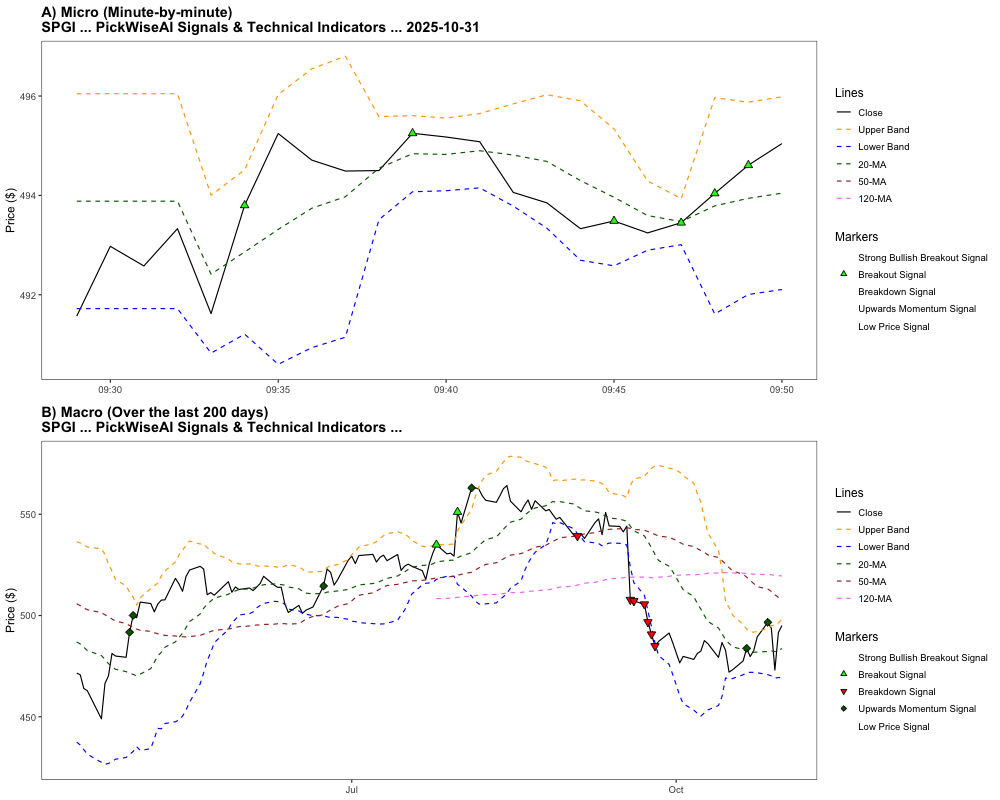 A) Micro (Minute-by-minute)
SPGI ... PickWiseAI Signals & Technical Indicators ... 2025-10-31
Price ($)
496
494
492
09:30
09:35
09:40
09:45
09:50
Lines
Close
Upper Band
Lower Band
20-MA
50-MA
120-MA
Markers
Strong Bullish Breakout Signal
Breakout Signal
Breakdown Signal
Upwards Momentum Signal
Low Price Signal
B) Macro (Over the last 200 days)
SPGI ... PickWiseAI Signals & Technical Indicators ...
Price ($)
550
500
450
Jul
Oct
Lines
Close
Upper Band
Lower Band
20-MA
50-MA
120-MA
Markers
Strong Bullish Breakout Signal
Breakout Signal
Breakdown Signal
Upwards Momentum Signal
Low Price Signal